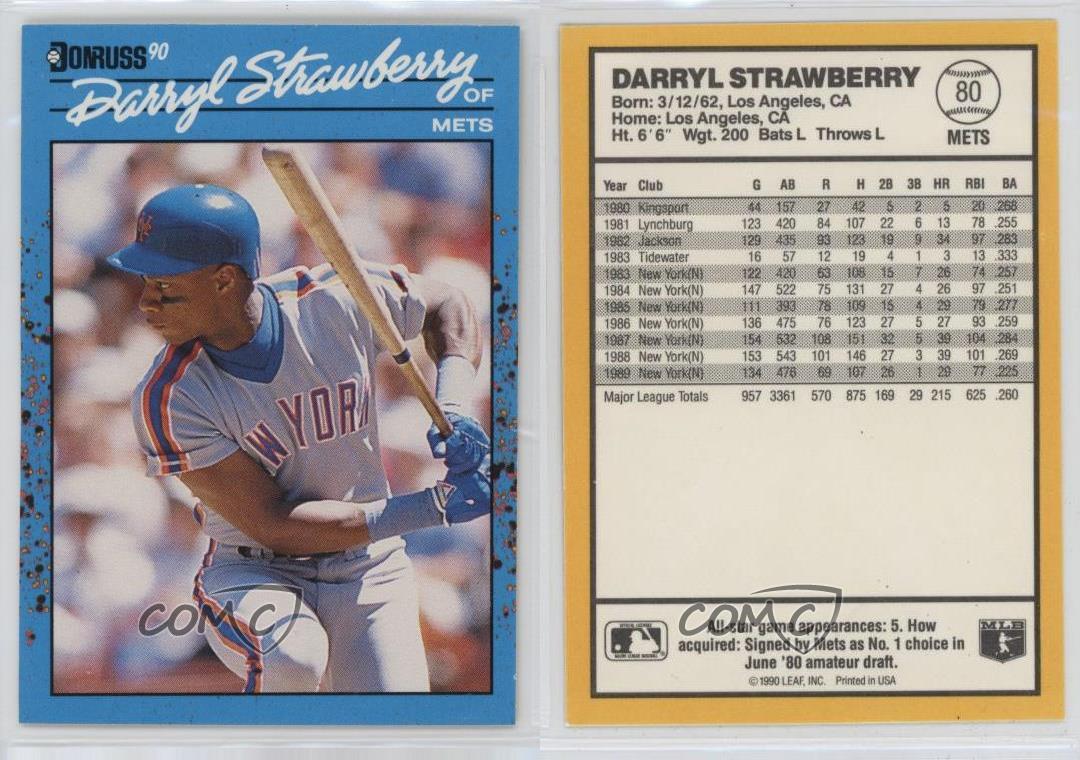 DONRUSS 90
Darryl Strawberry
OF
METS
M
W YORK
COMC
DARRYL STRAWBERRY
80
Born: 3/12/62, Los Angeles, CA
Home: Los Angeles, CA
Ht. 6'6" Wgt. 200 Bats L Throws L
METS
Year Club G AB R H 2B 3B HR RBI BA
1980 Kingsport 44 157 27 42 5 2 5 20 .268
1981 Lynchburg 123 420 84 107 22 6 13 78 .255
1982 Jackson 129 435 93 123 19 9 34 97 .283
1983 Tidewater 16 57 12 19 4 1 3 13 .333
1983 New York(N) 122 420 63 108 15 7 26 74 .257
1984 New York(N) 147 522 75 131 27 4 26 97 .251
1985 New York(N) 111 393 78 109 15 4 29 79 .277
1986 New York(N) 136 475 76 123 27 5 27 93 .259
1987 New York(N) 154 532 108 151 32 5 39 104 .284
1988 New York(N) 153 543 101 146 27 3 39 101 .269
1989 New York(N) 134 476 69 107 26 1 29 77 .225
Major League Totals 957 3361 570 875 169 29 215 625 .260
COMC
All-star game appearances: 5. How
acquired: Signed by Mets as No. 1 choice in
June '80 amateur draft.
©1990 LEAF, INC. Printed in USA
OFFICIAL LICENSEE
MAJOR LEAGUE BASEBALL
MLB